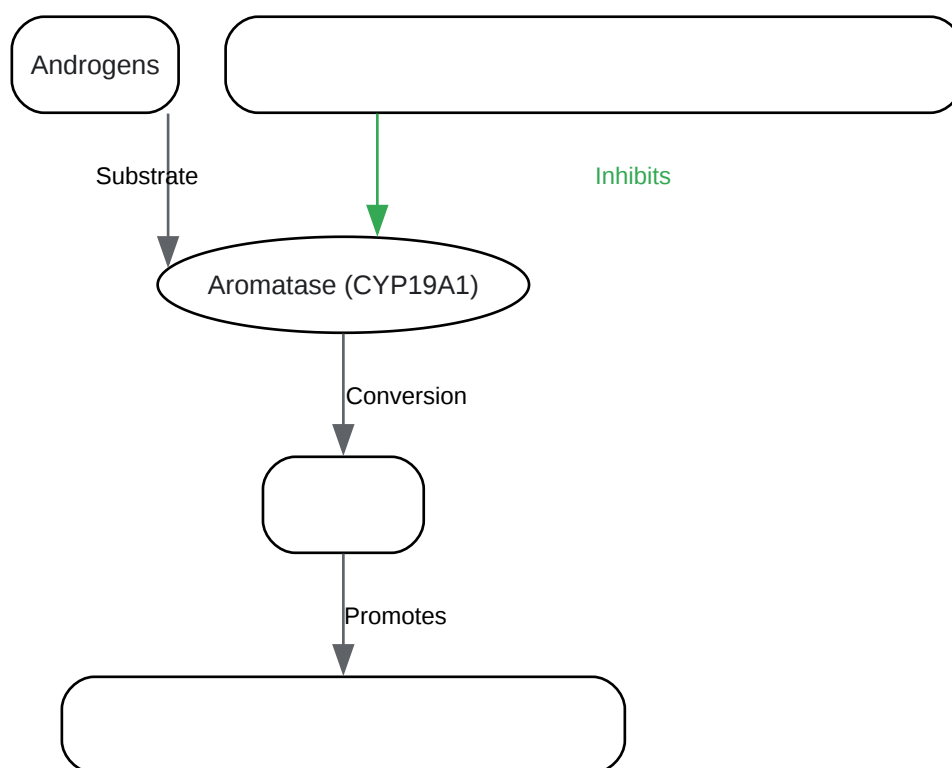 Androgens
Substrate
Inhibits
Aromatase (CYP19A1)
Conversion
Promotes